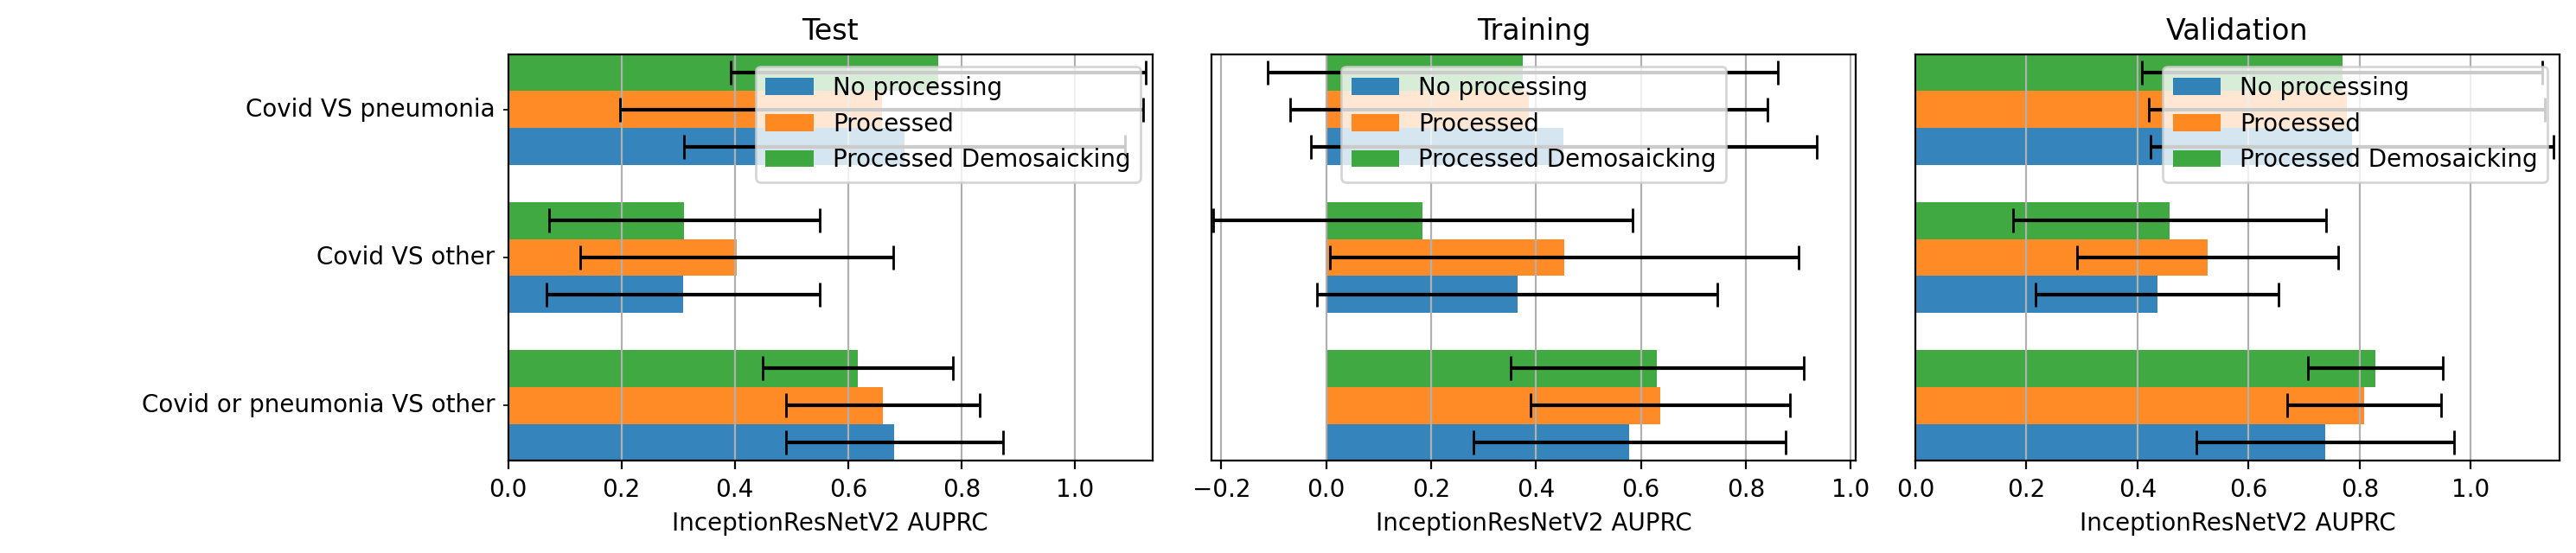 Test
Covid VS pneumonia
Covid VS other
Covid or pneumonia VS other
No processing
Processed
Processed Demosaicking
0.0 0.2 0.4 0.6 0.8 1.0
InceptionResNetV2 AUPRC
Training
No processing
Processed
Processed Demosaicking
−0.2 0.0 0.2 0.4 0.6 0.8 1.0
InceptionResNetV2 AUPRC
Validation
No processing
Processed
Processed Demosaicking
0.0 0.2 0.4 0.6 0.8 1.0
InceptionResNetV2 AUPRC